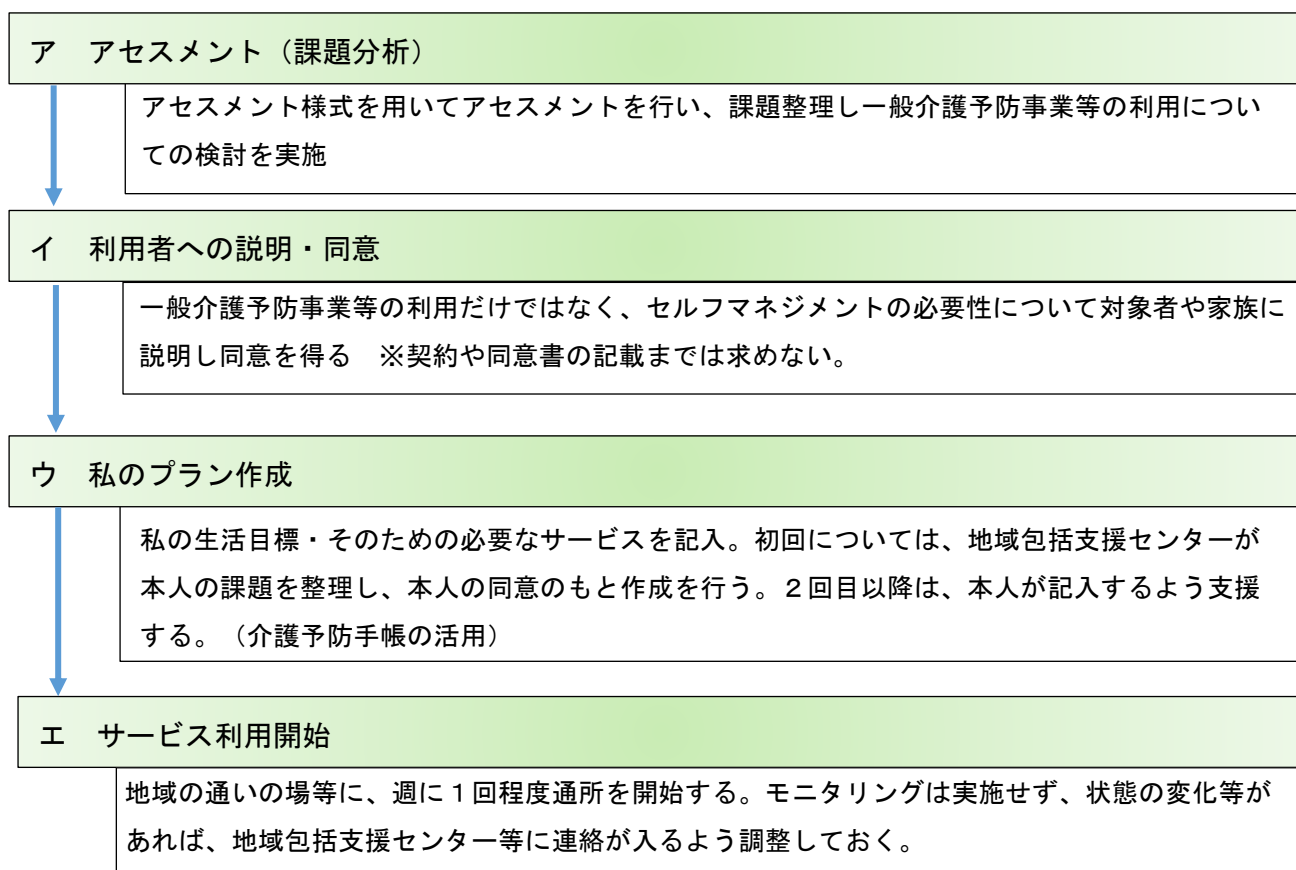 ア アセスメント（課題分析）
アセスメント様式を用いてアセスメントを行い、課題整理し一般介護予防事業等の利用につい
ての検討を実施
イ 利用者への説明・同意
一般介護予防事業等の利用だけではなく、セルフマネジメントの必要性について対象者や家族に
説明し同意を得る ※契約や同意書の記載までは求めない。
ウ 私のプラン作成
私の生活目標・そのための必要なサービスを記入。初回については、地域包括支援センターが
本人の課題を整理し、本人の同意のもと作成を行う。２回目以降は、本人が記入するよう支援
する。（介護予防手帳の活用）
エ サービス利用開始
地域の通いの場等に、週に１回程度通所を開始する。モニタリングは実施せず、状態の変化等が
あれば、地域包括支援センター等に連絡が入るよう調整しておく。